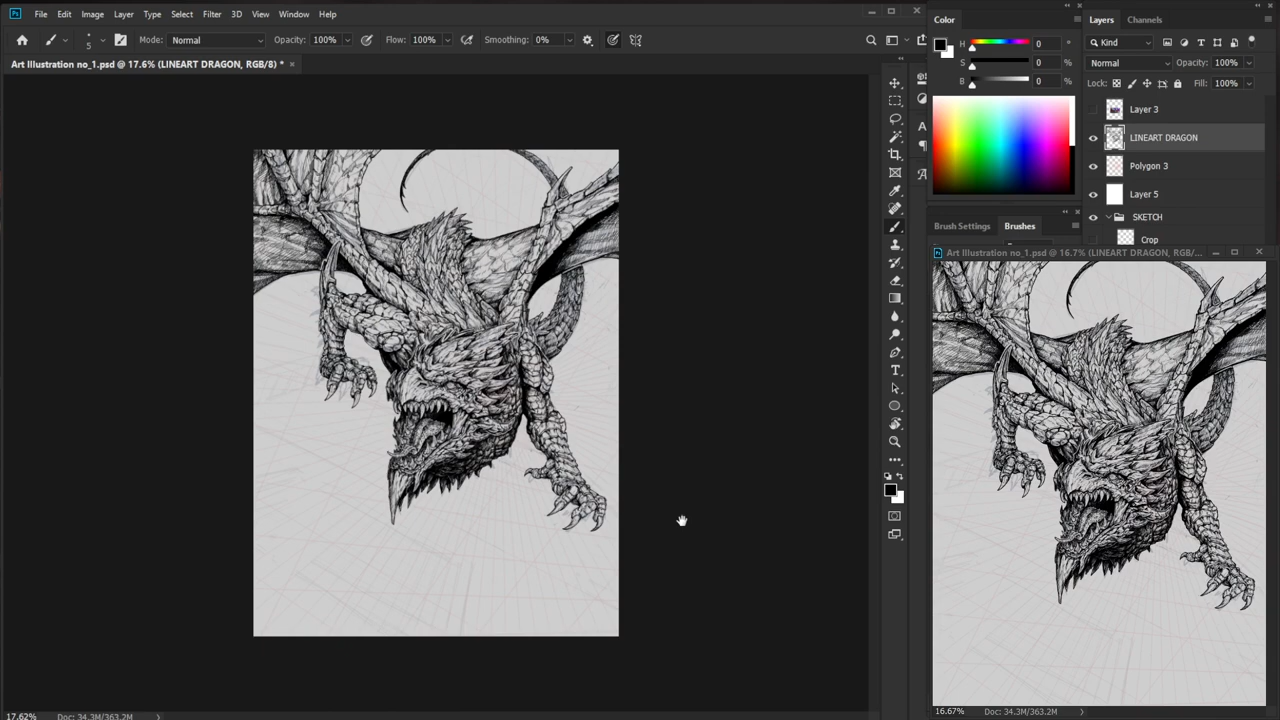 File Edit Image Layer Type Select Filter 3D View Window Help
5 Mode: Normal Opacity: 100% Flow: 100% Smoothing: 0%
Art Illustration no_1.psd @ 17.6% (LINEART DRAGON, RGB/8) *
Color
H 0 °
S 0 %
B 0 %
Brush Settings Brushes
Layers Channels
Kind
Normal Opacity: 100%
Lock: Fill: 100%
Layer 3
LINEART DRAGON
Polygon 3
Layer 5
SKETCH
Crop
Art Illustration no_1.psd @ 16.7% (LINEART DRAGON, RGB/...
16.67% Doc: 34.3M/363.2M
17.62% Doc: 34.3M/363.2M